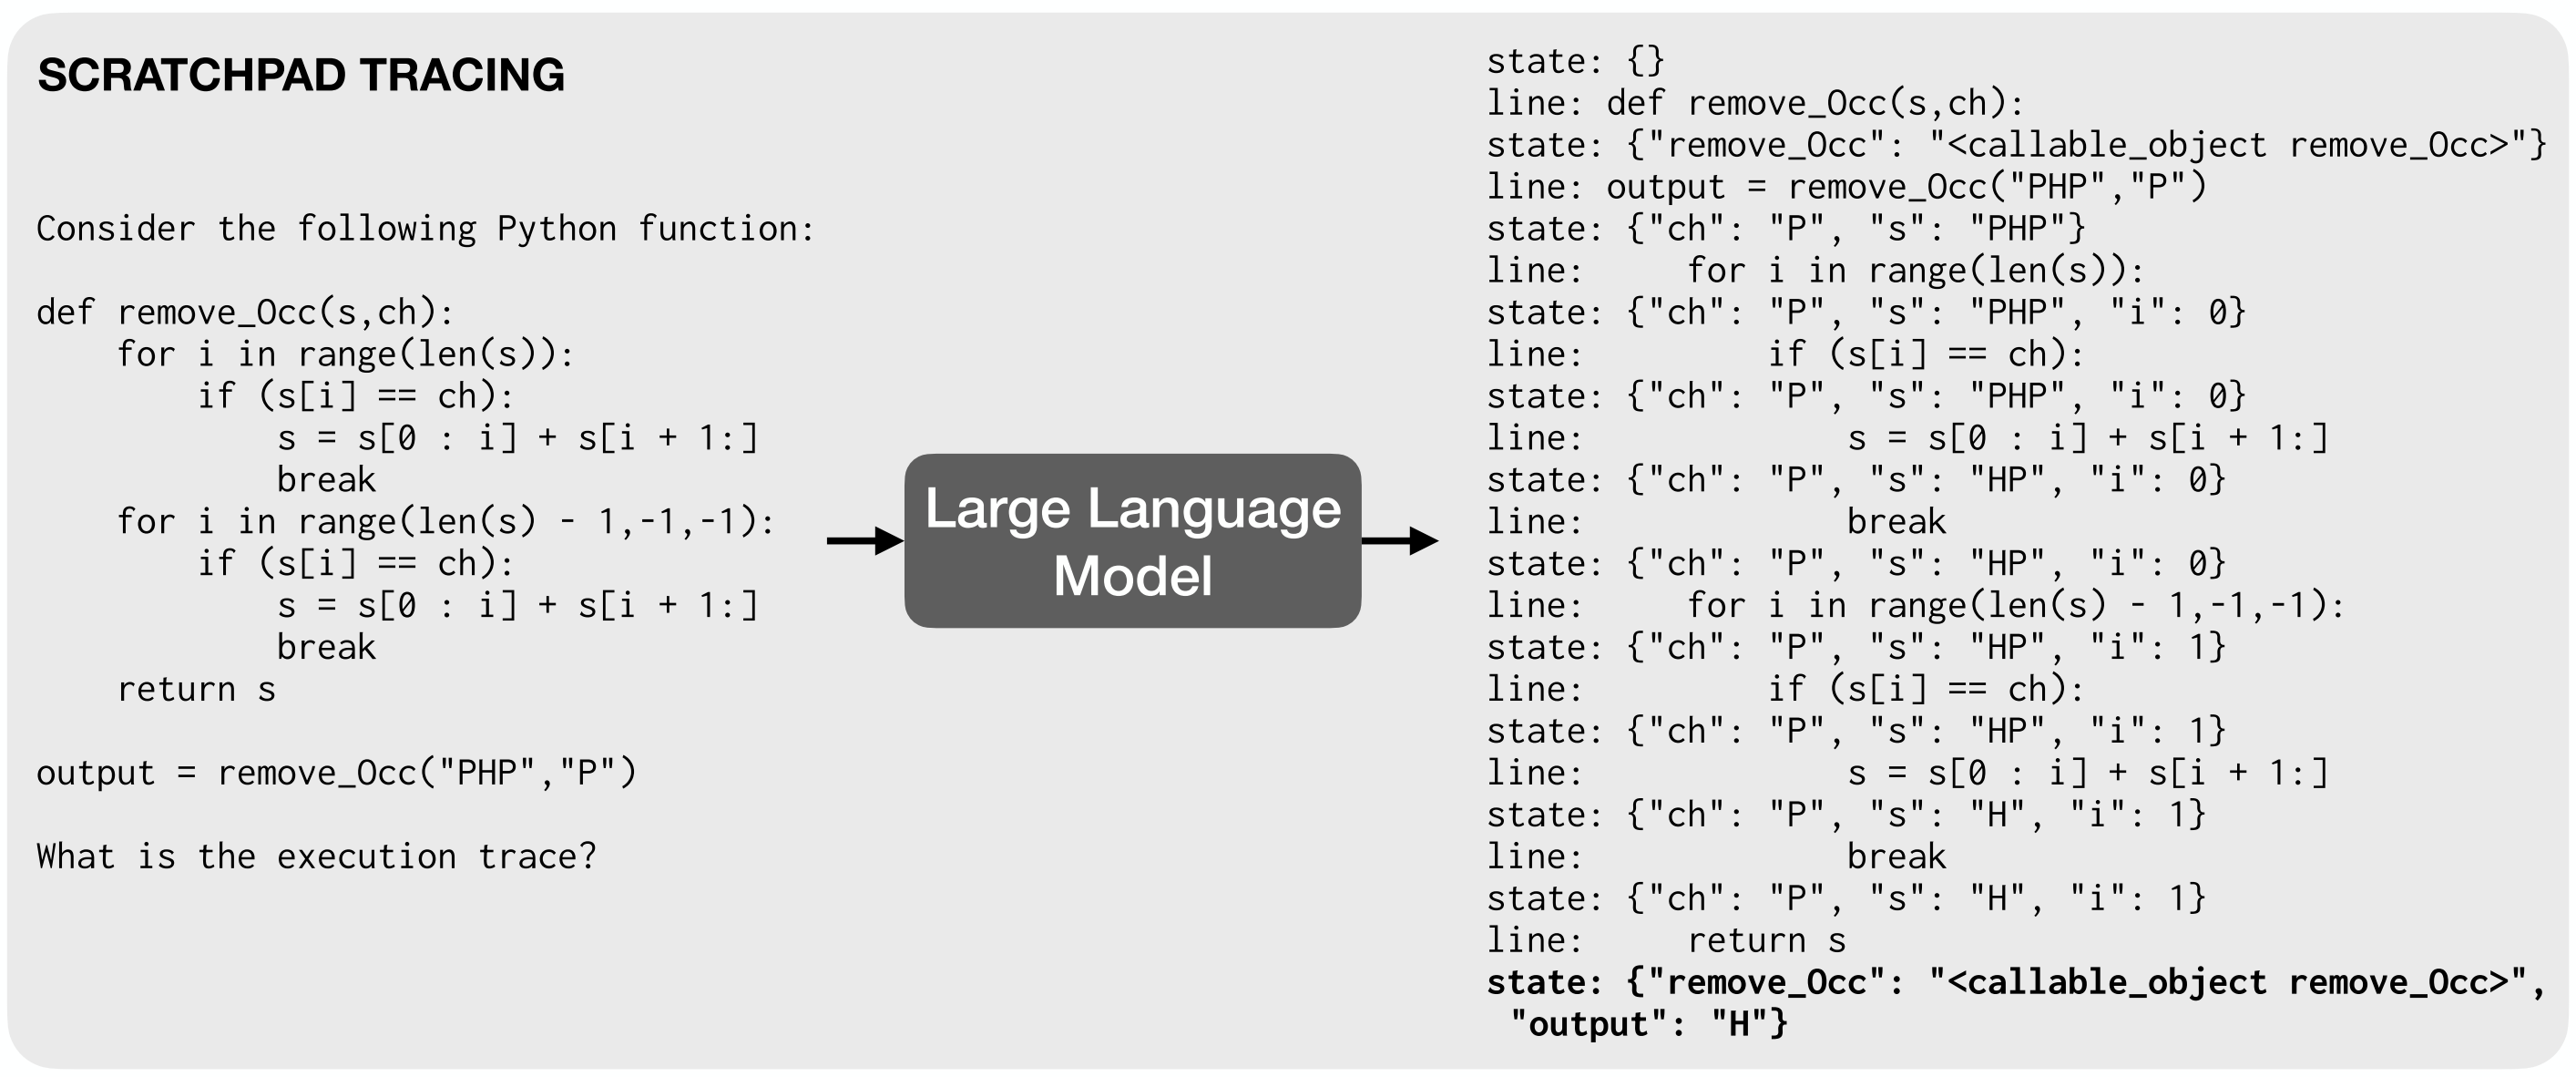 SCRATCHPAD TRACING
Consider the following Python function:
def remove_Occ(s,ch):
    for i in range(len(s)):
        if (s[i] == ch):
            s = s[0 : i] + s[i + 1:]
            break
    for i in range(len(s) - 1,-1,-1):
        if (s[i] == ch):
            s = s[0 : i] + s[i + 1:]
            break
    return s
output = remove_Occ("PHP","P")
What is the execution trace?
Large Language
Model
state: {}
line: def remove_Occ(s,ch):
state: {"remove_Occ": "<callable_object remove_Occ>"}
line: output = remove_Occ("PHP","P")
state: {"ch": "P", "s": "PHP"}
line:     for i in range(len(s)):
state: {"ch": "P", "s": "PHP", "i": 0}
line:         if (s[i] == ch):
state: {"ch": "P", "s": "PHP", "i": 0}
line:             s = s[0 : i] + s[i + 1:]
state: {"ch": "P", "s": "HP", "i": 0}
line:             break
state: {"ch": "P", "s": "HP", "i": 0}
line:     for i in range(len(s) - 1,-1,-1):
state: {"ch": "P", "s": "HP", "i": 1}
line:         if (s[i] == ch):
state: {"ch": "P", "s": "HP", "i": 1}
line:             s = s[0 : i] + s[i + 1:]
state: {"ch": "P", "s": "H", "i": 1}
line:             break
state: {"ch": "P", "s": "H", "i": 1}
line:     return s
state: {"remove_Occ": "<callable_object remove_Occ>",
 "output": "H"}